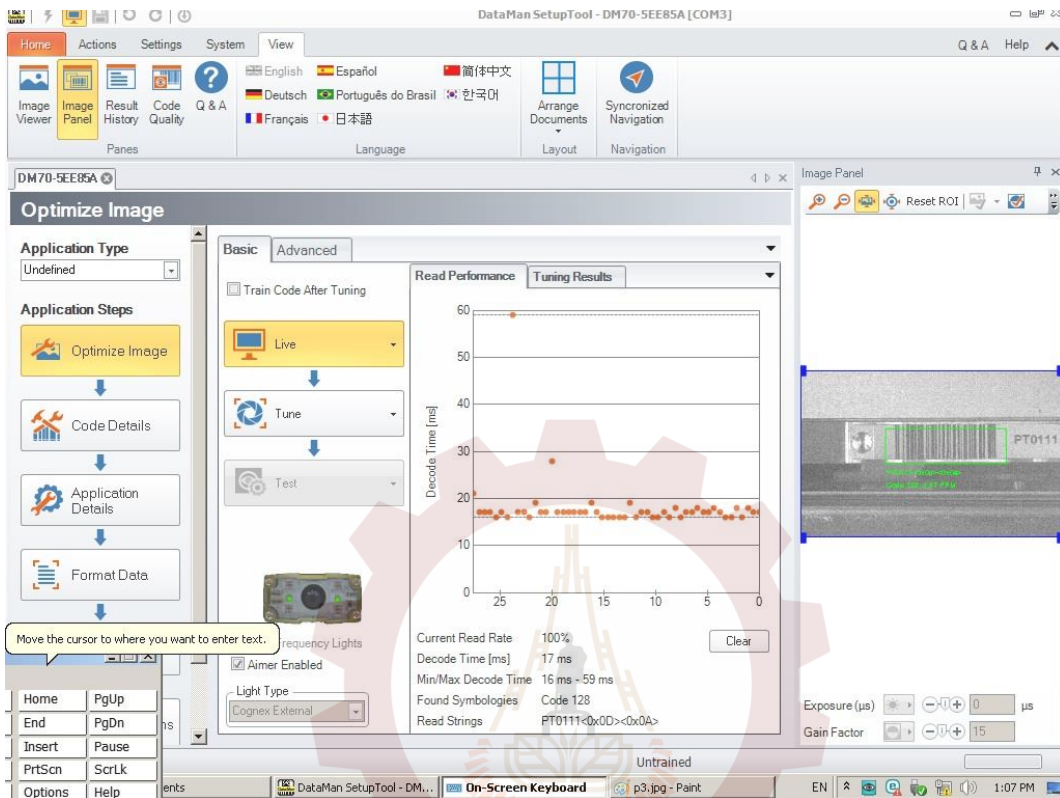 DataMan SetupTool - DM70-5EE85A [COM3]
Home Actions Settings System View Q & A Help
English Español 简体中文
Deutsch Português do Brasil 한국어
Français 日本語
Image Viewer
Image Panel
Result History
Code Quality
Q & A
Arrange Documents
Syncronized Navigation
Panes Language Layout Navigation
DM70-5EE85A
Image Panel
Optimize Image
Reset ROI
Application Type
Undefined
Application Steps
Optimize Image
Code Details
Application Details
Format Data
Basic Advanced
Train Code After Tuning
Live
Tune
Test
Frequency Lights
Aimer Enabled
Light Type
Cognex External
Read Performance Tuning Results
Decode Time [ms]
60
50
40
30
20
10
0
25 20 15 10 5 0
Current Read Rate 100%
Clear
Decode Time [ms] 17 ms
Min/Max Decode Time 16 ms - 59 ms
Found Symbologies Code 128
Read Strings PT0111<0x0D><0x0A>
PT0111
Exposure (µs) 0 µs
Gain Factor 15
Move the cursor to where you want to enter text.
Home PgUp
End PgDn
Insert Pause
PrtScn ScrLk
Options Help
Untrained
ents
DataMan SetupTool - DM...
On-Screen Keyboard
p3.jpg - Paint
EN
1:07 PM